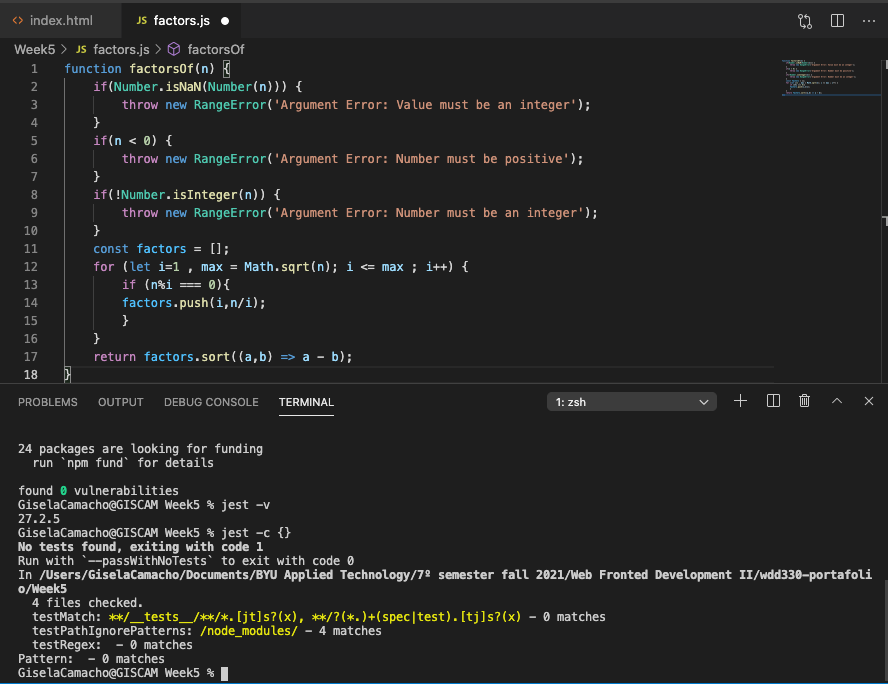 <> index.html
JS factors.js ●
Week5 > JS factors.js > factorsOf
1 function factorsOf(n) {
2     if(Number.isNaN(Number(n))) {
3         throw new RangeError('Argument Error: Value must be an integer');
4     }
5     if(n < 0) {
6         throw new RangeError('Argument Error: Number must be positive');
7     }
8     if(!Number.isInteger(n)) {
9         throw new RangeError('Argument Error: Number must be an integer');
10     }
11     const factors = [];
12     for (let i=1 , max = Math.sqrt(n); i <= max ; i++) {
13         if (n%i === 0){
14         factors.push(i,n/i);
15         }
16     }
17     return factors.sort((a,b) => a - b);
18 }
PROBLEMS OUTPUT DEBUG CONSOLE TERMINAL 1: zsh
24 packages are looking for funding
  run `npm fund` for details
found 0 vulnerabilities
GiselaCamacho@GISCAM Week5 % jest -v
27.2.5
GiselaCamacho@GISCAM Week5 % jest -c {}
No tests found, exiting with code 1
Run with `--passWithNoTests` to exit with code 0
In /Users/GiselaCamacho/Documents/BYU Applied Technology/7º semester fall 2021/Web Fronted Development II/wdd330-portafoli
o/Week5
  4 files checked.
  testMatch: **/__tests__/**/*.[jt]s?(x), **/?(*.)+(spec|test).[tj]s?(x) - 0 matches
  testPathIgnorePatterns: /node_modules/ - 4 matches
  testRegex:  - 0 matches
Pattern:  - 0 matches
GiselaCamacho@GISCAM Week5 %